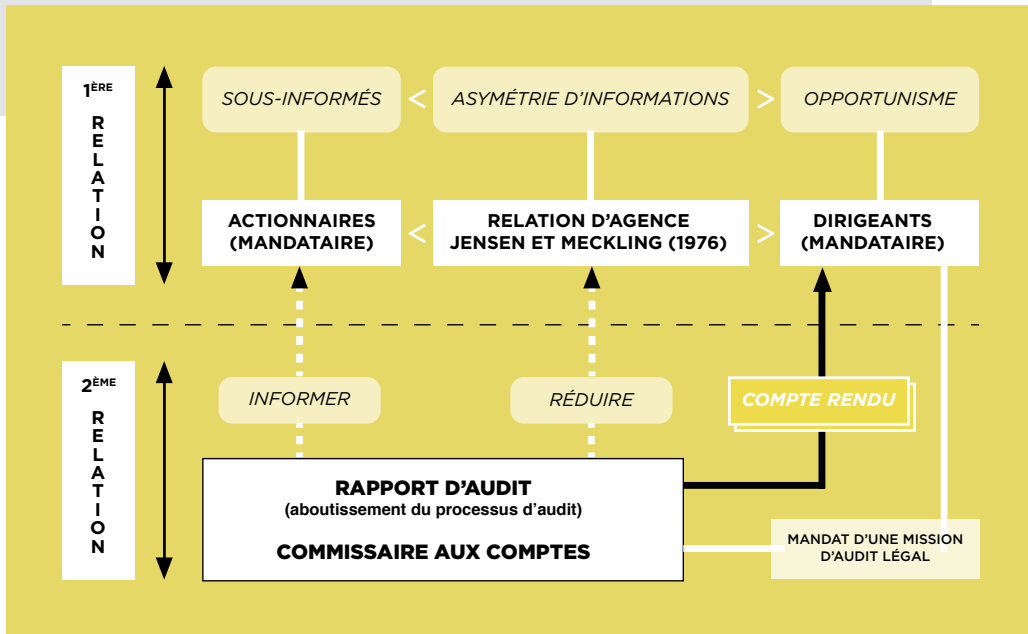 1ÈRE
RELATION
SOUS-INFORMÉS < ASYMÉTRIE D'INFORMATIONS > OPPORTUNISME
ACTIONNAIRES
(MANDATAIRE)
<
RELATION D'AGENCE
JENSEN ET MECKLING (1976)
>
DIRIGEANTS
(MANDATAIRE)
2ÈME
RELATION
INFORMER
RÉDUIRE
COMPTE RENDU
RAPPORT D'AUDIT
(aboutissement du processus d'audit)
COMMISSAIRE AUX COMPTES
MANDAT D'UNE MISSION
D'AUDIT LÉGAL